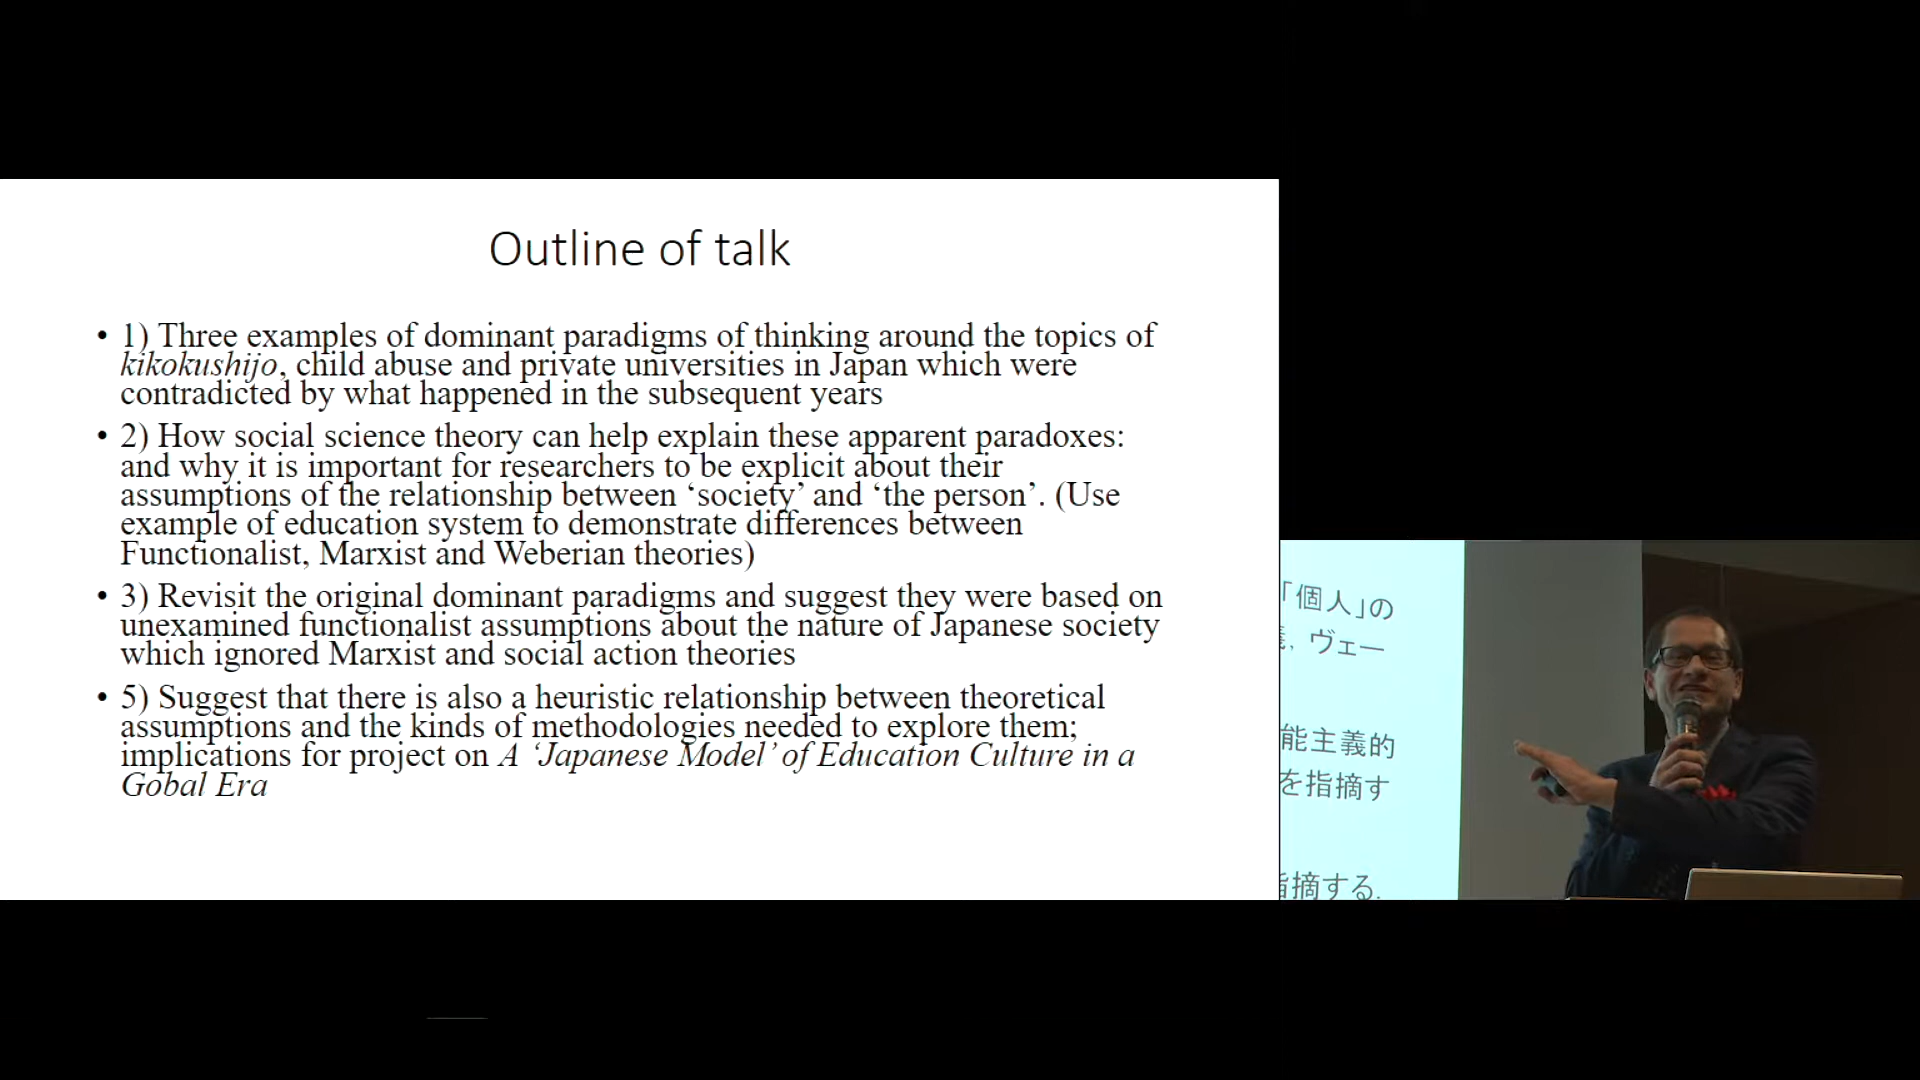 Outline of talk
• 1) Three examples of dominant paradigms of thinking around the topics of
kikokushijo, child abuse and private universities in Japan which were
contradicted by what happened in the subsequent years
• 2) How social science theory can help explain these apparent paradoxes:
and why it is important for researchers to be explicit about their
assumptions of the relationship between ‘society’ and ‘the person’. (Use
example of education system to demonstrate differences between
Functionalist, Marxist and Weberian theories)
• 3) Revisit the original dominant paradigms and suggest they were based on
unexamined functionalist assumptions about the nature of Japanese society
which ignored Marxist and social action theories
• 5) Suggest that there is also a heuristic relationship between theoretical
assumptions and the kinds of methodologies needed to explore them;
implications for project on A ‘Japanese Model’ of Education Culture in a
Gobal Era
「個人」の
, ヴェー
能主義的
を指摘す
摘する.